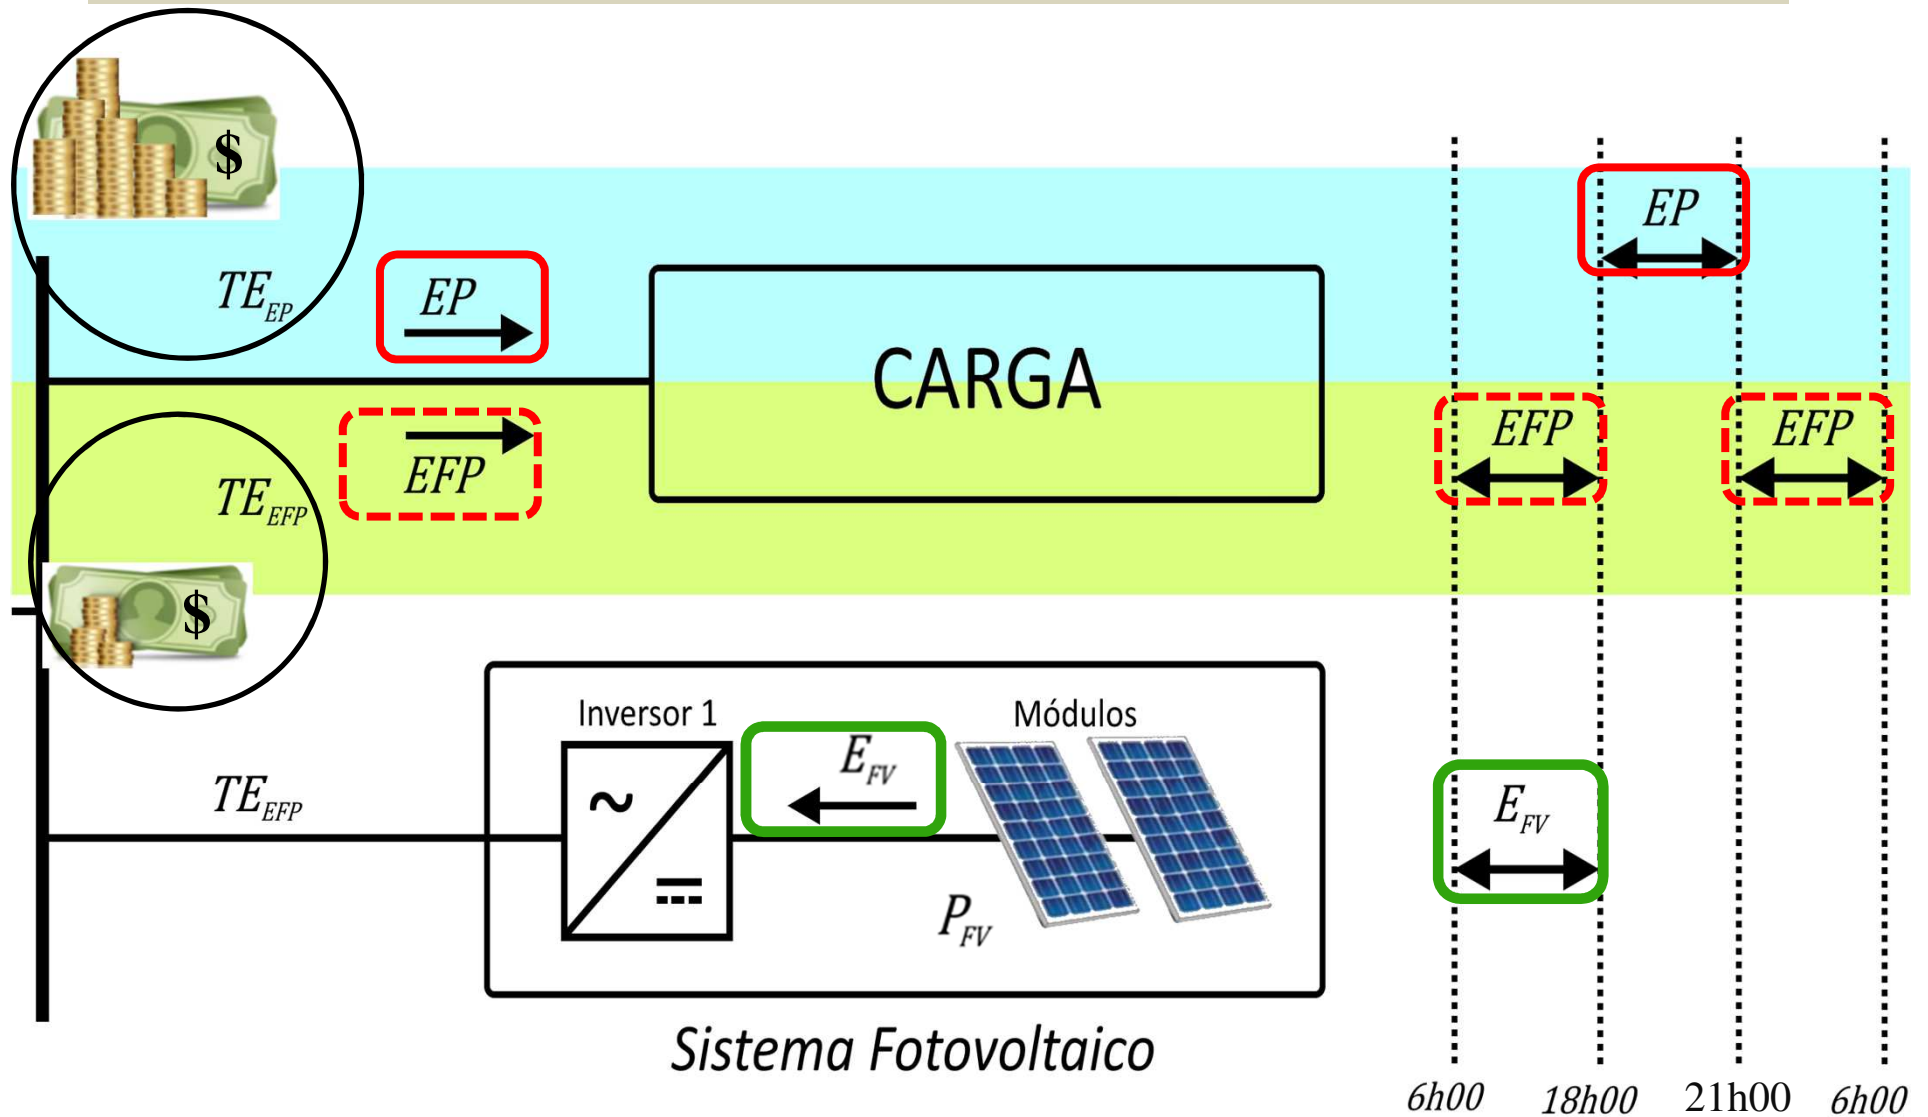 $
EP
TE_EP
EP
CARGA
EFP
EFP
EFP
TE_EFP
$
Inversor 1
Módulos
E_FV
TE_EFP
~
E_FV
P_FV
Sistema Fotovoltaico
6h00 18h00 21h00 6h00